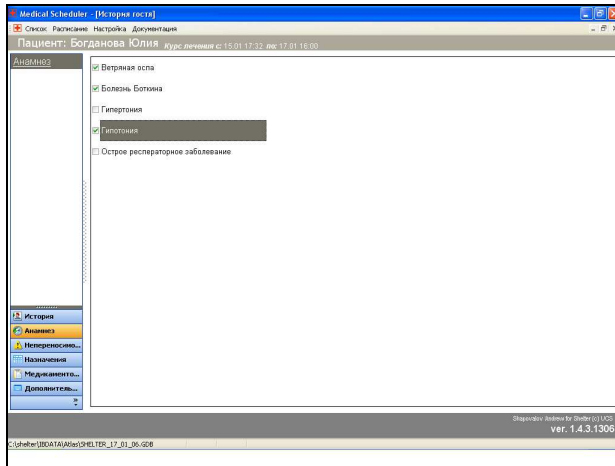 Medical Scheduler - [История гостя]
Список Расписание Настройка Документация
Пациент: Богданова Юлия Курс лечения с: 15.01 17:32 по: 17.01 16:00
Анамнез
Ветряная оспа
Болезнь Боткина
Гипертония
Гипотония
Острое респераторное заболевание
История
Анамнез
Непереносимо...
Назначения
Медикаменто...
Дополнитель...
Shapovalov Andrew for Shelter (c) UCS
ver. 1.4.3.1306
C:\shelter\IBDATA\Atlas\SHELTER_17_01_06.GDB